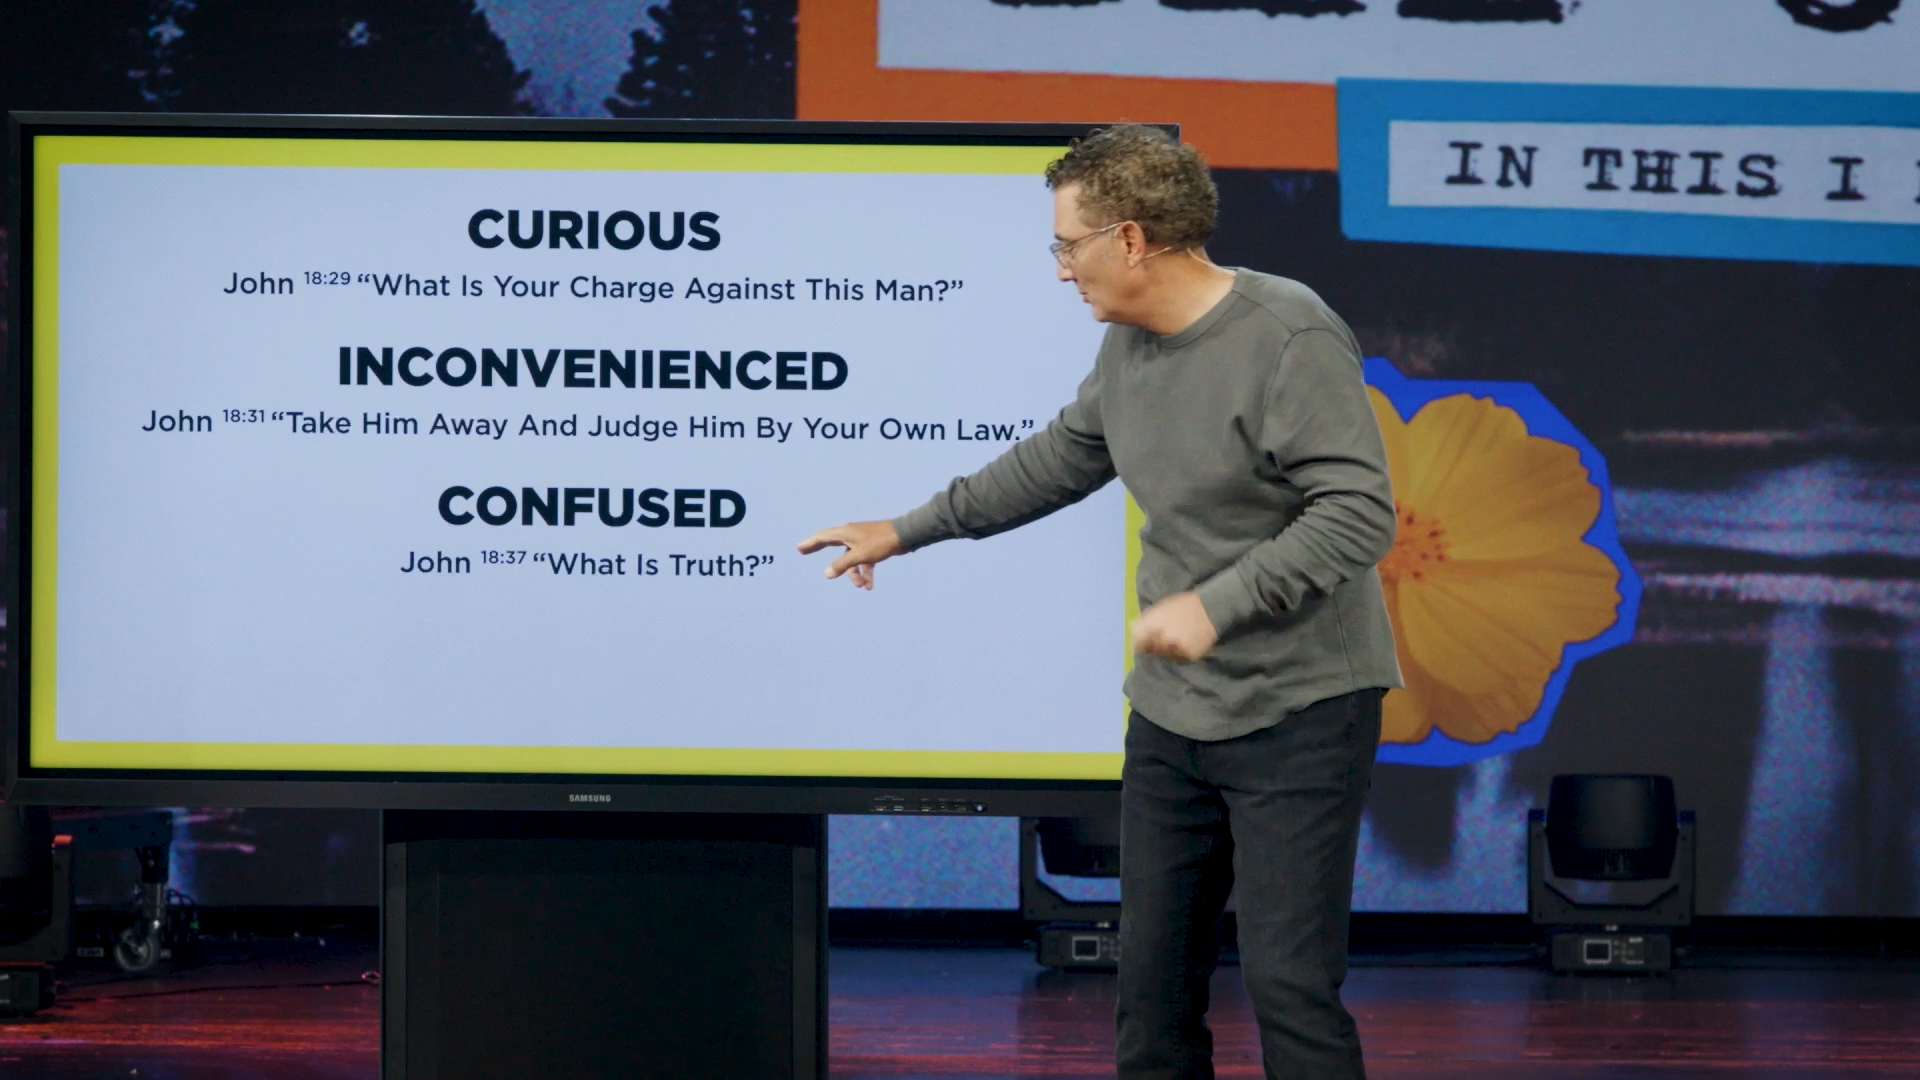 IN THIS I
CURIOUS
John 18:29 “What Is Your Charge Against This Man?”
INCONVENIENCED
John 18:31 “Take Him Away And Judge Him By Your Own Law.”
CONFUSED
John 18:37 “What Is Truth?”
SAMSUNG